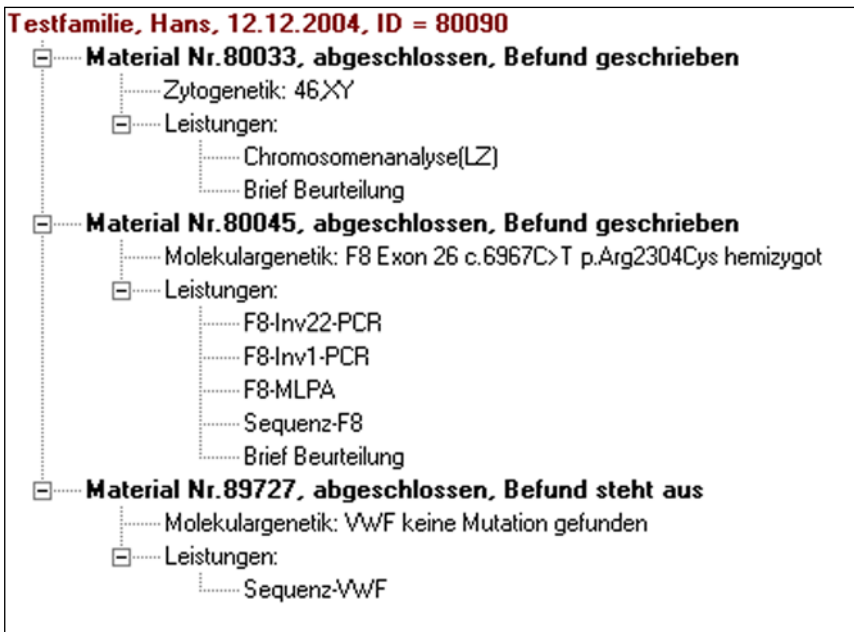 Testfamilie, Hans, 12.12.2004, ID = 80090
Material Nr.80033, abgeschlossen, Befund geschrieben
Zytogenetik: 46,XY
Leistungen:
Chromosomenanalyse(LZ)
Brief Beurteilung
Material Nr.80045, abgeschlossen, Befund geschrieben
Molekulargenetik: F8 Exon 26 c.6967C>T p.Arg2304Cys hemizygot
Leistungen:
F8-Inv22-PCR
F8-Inv1-PCR
F8-MLPA
Sequenz-F8
Brief Beurteilung
Material Nr.89727, abgeschlossen, Befund steht aus
Molekulargenetik: VWF keine Mutation gefunden
Leistungen:
Sequenz-VWF